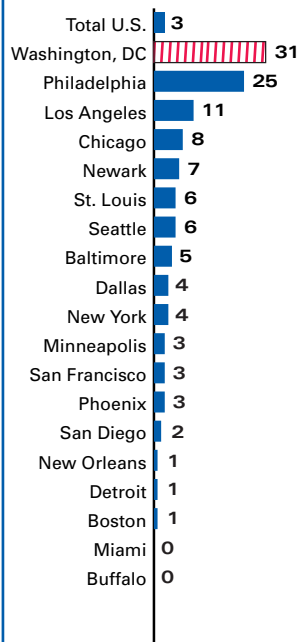 Total U.S. 3
Washington, DC 31
Philadelphia 25
Los Angeles 11
Chicago 8
Newark 7
St. Louis 6
Seattle 6
Baltimore 5
Dallas 4
New York 4
Minneapolis 3
San Francisco 3
Phoenix 3
San Diego 2
New Orleans 1
Detroit 1
Boston 1
Miami 0
Buffalo 0